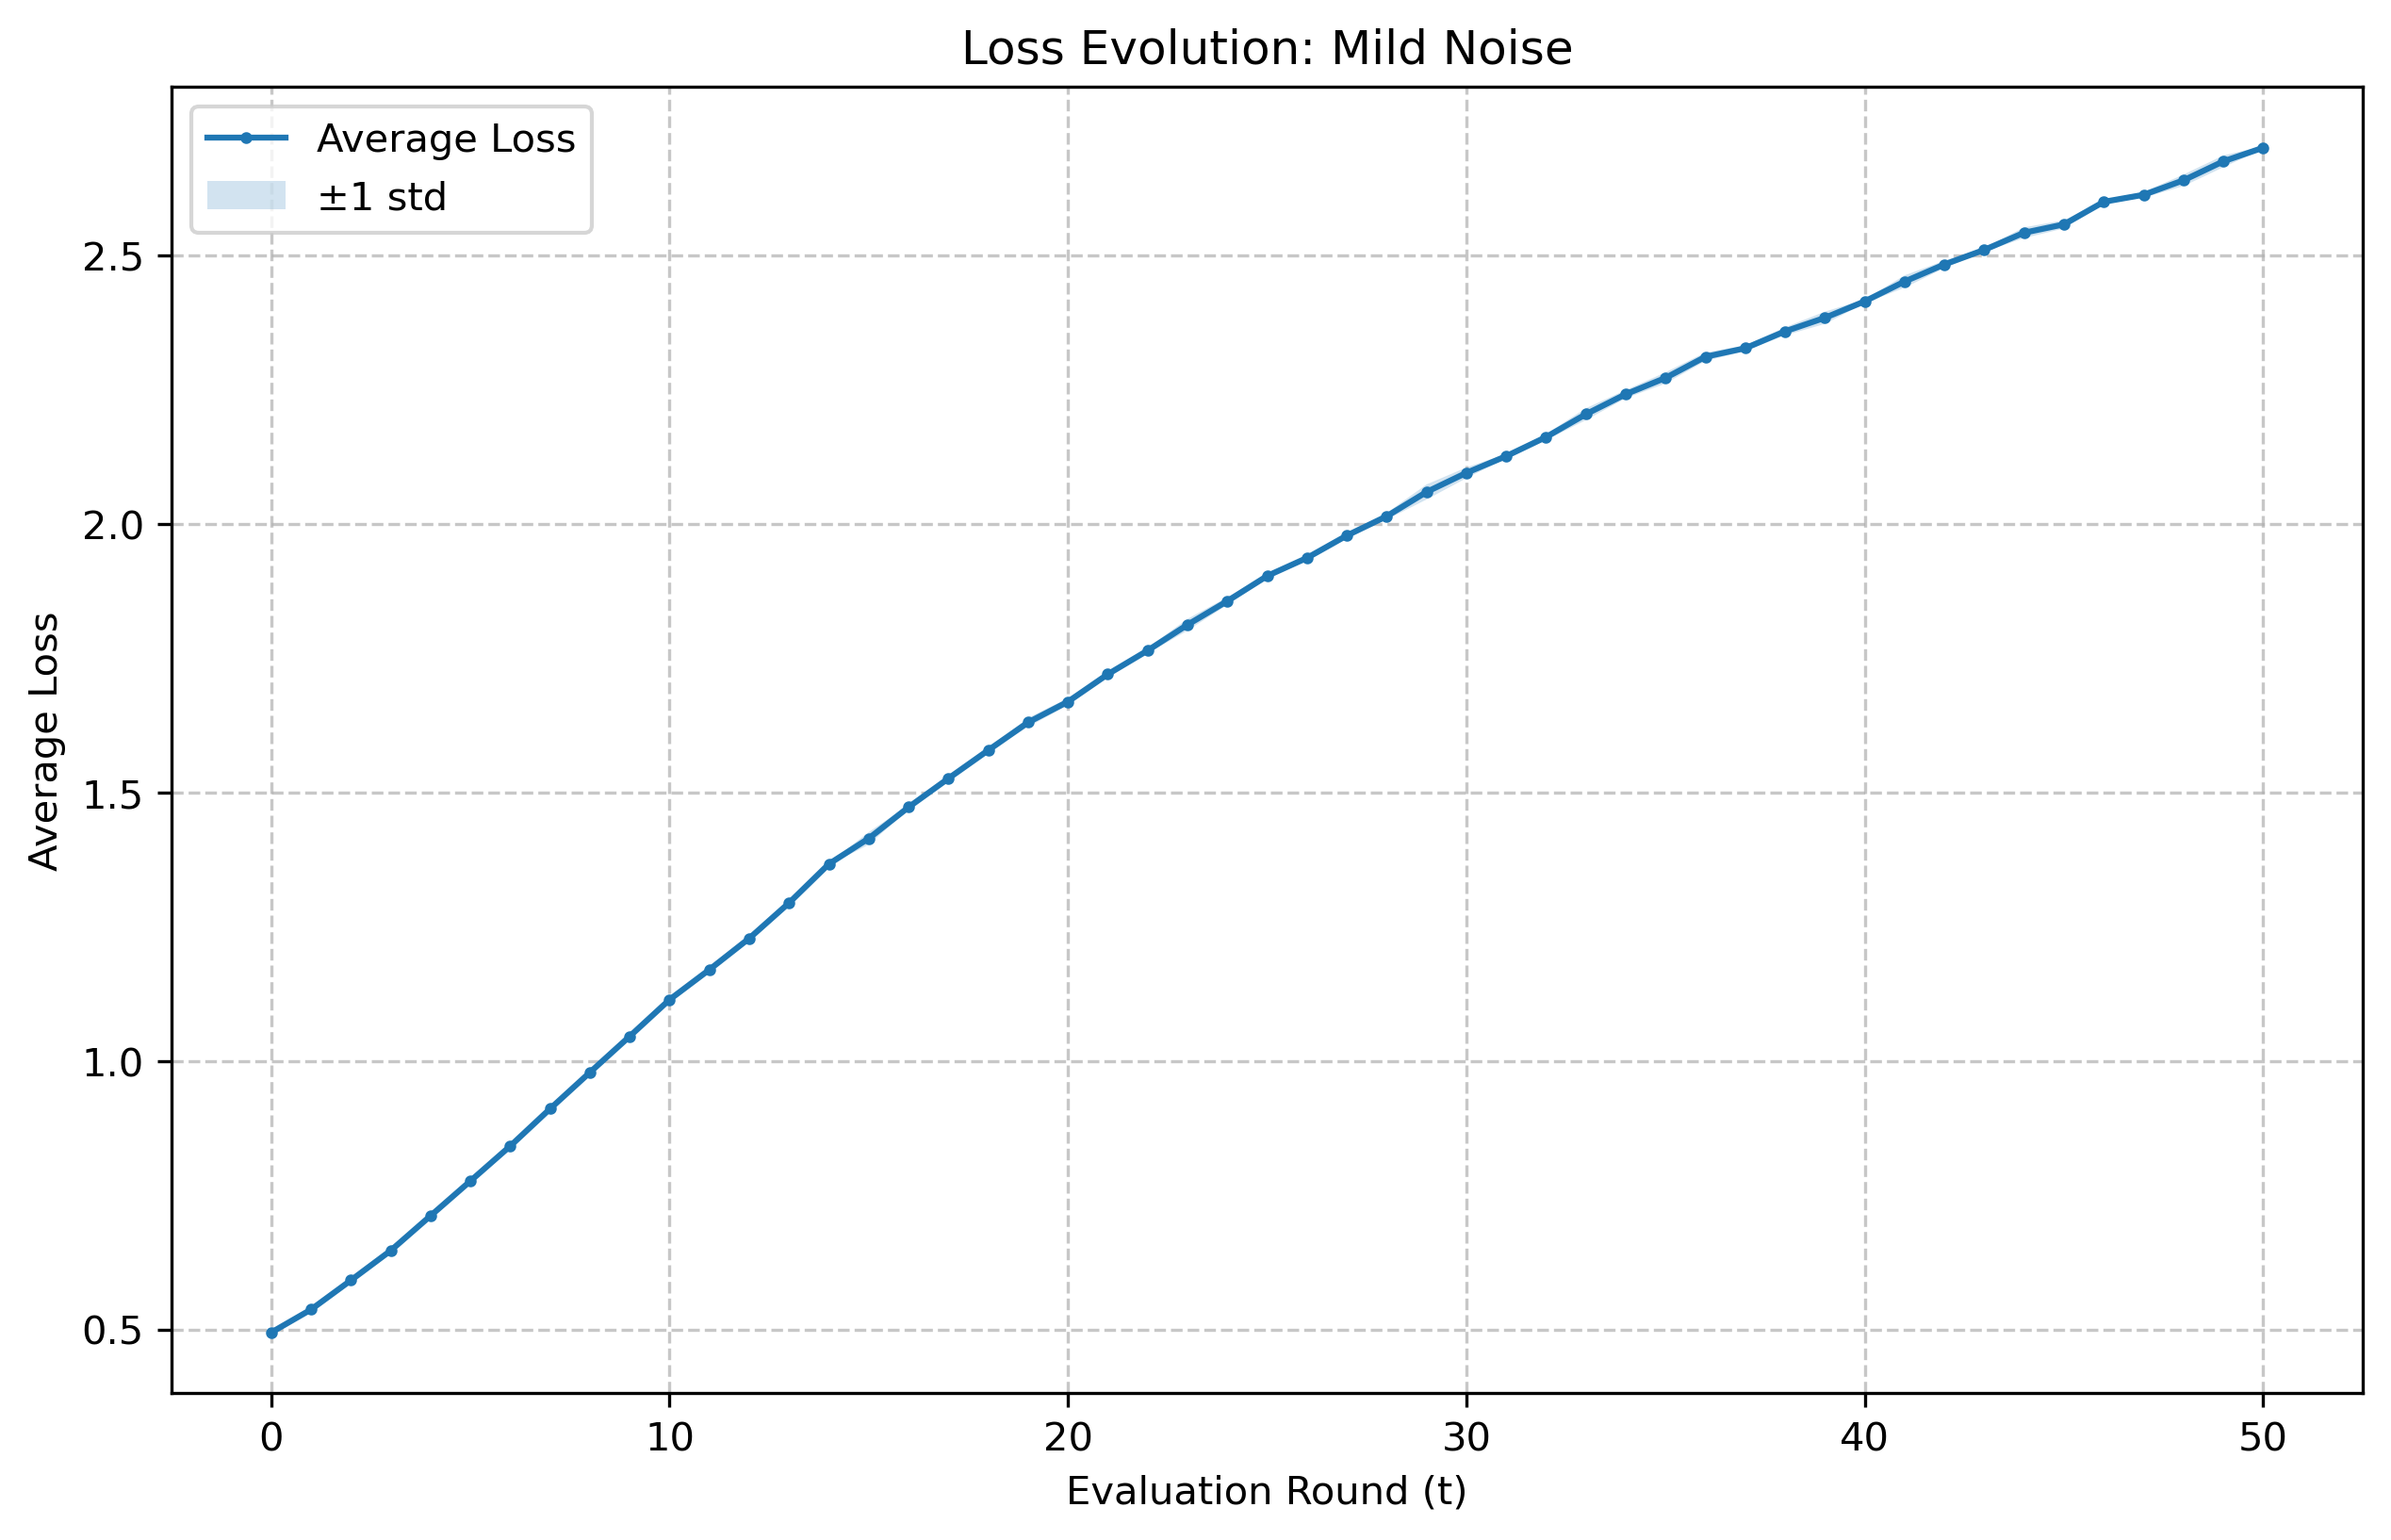 Loss Evolution: Mild Noise
Average Loss
±1 std
Average Loss
2.5
2.0
1.5
1.0
0.5
0 10 20 30 40 50
Evaluation Round (t)